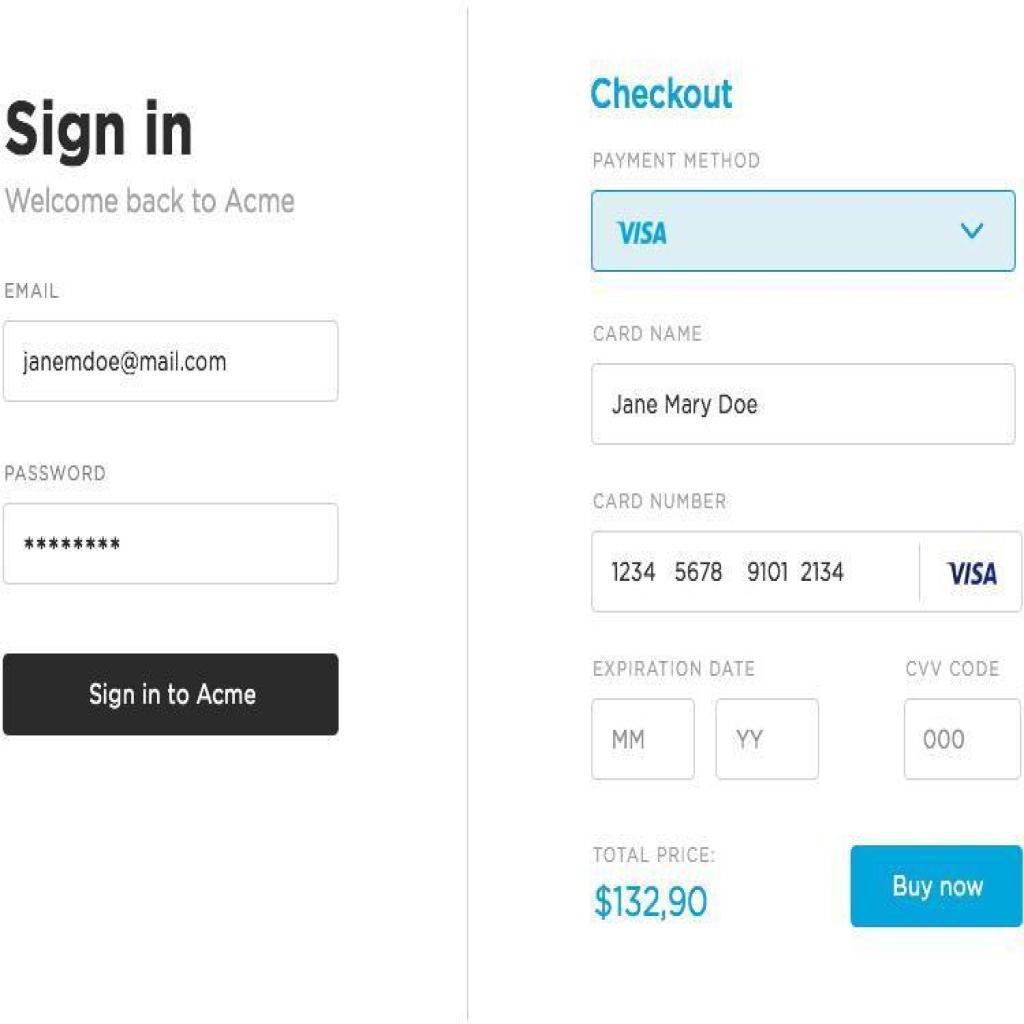 Sign in
Welcome back to Acme
EMAIL
janemdoe@mail.com
PASSWORD
********
Sign in to Acme
Checkout
PAYMENT METHOD
VISA
CARD NAME
Jane Mary Doe
CARD NUMBER
1234 5678 9101 2134 VISA
EXPIRATION DATE CVV CODE
MM YY 000
TOTAL PRICE:
$132,90
Buy now